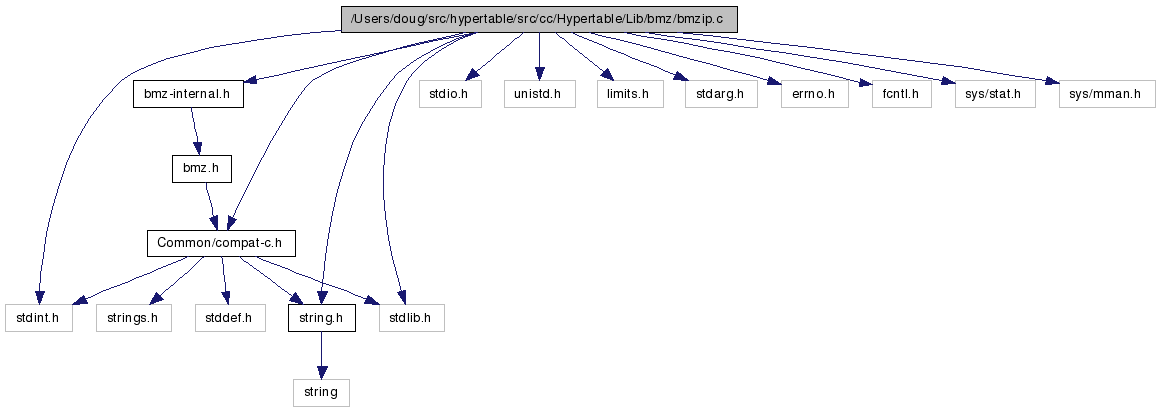 /Users/doug/src/hypertable/src/cc/Hypertable/Lib/bmz/bmzip.c
bmz-internal.h
stdio.h
unistd.h
limits.h
stdarg.h
errno.h
fcntl.h
sys/stat.h
sys/mman.h
bmz.h
Common/compat-c.h
stdint.h
strings.h
stddef.h
string.h
stdlib.h
string